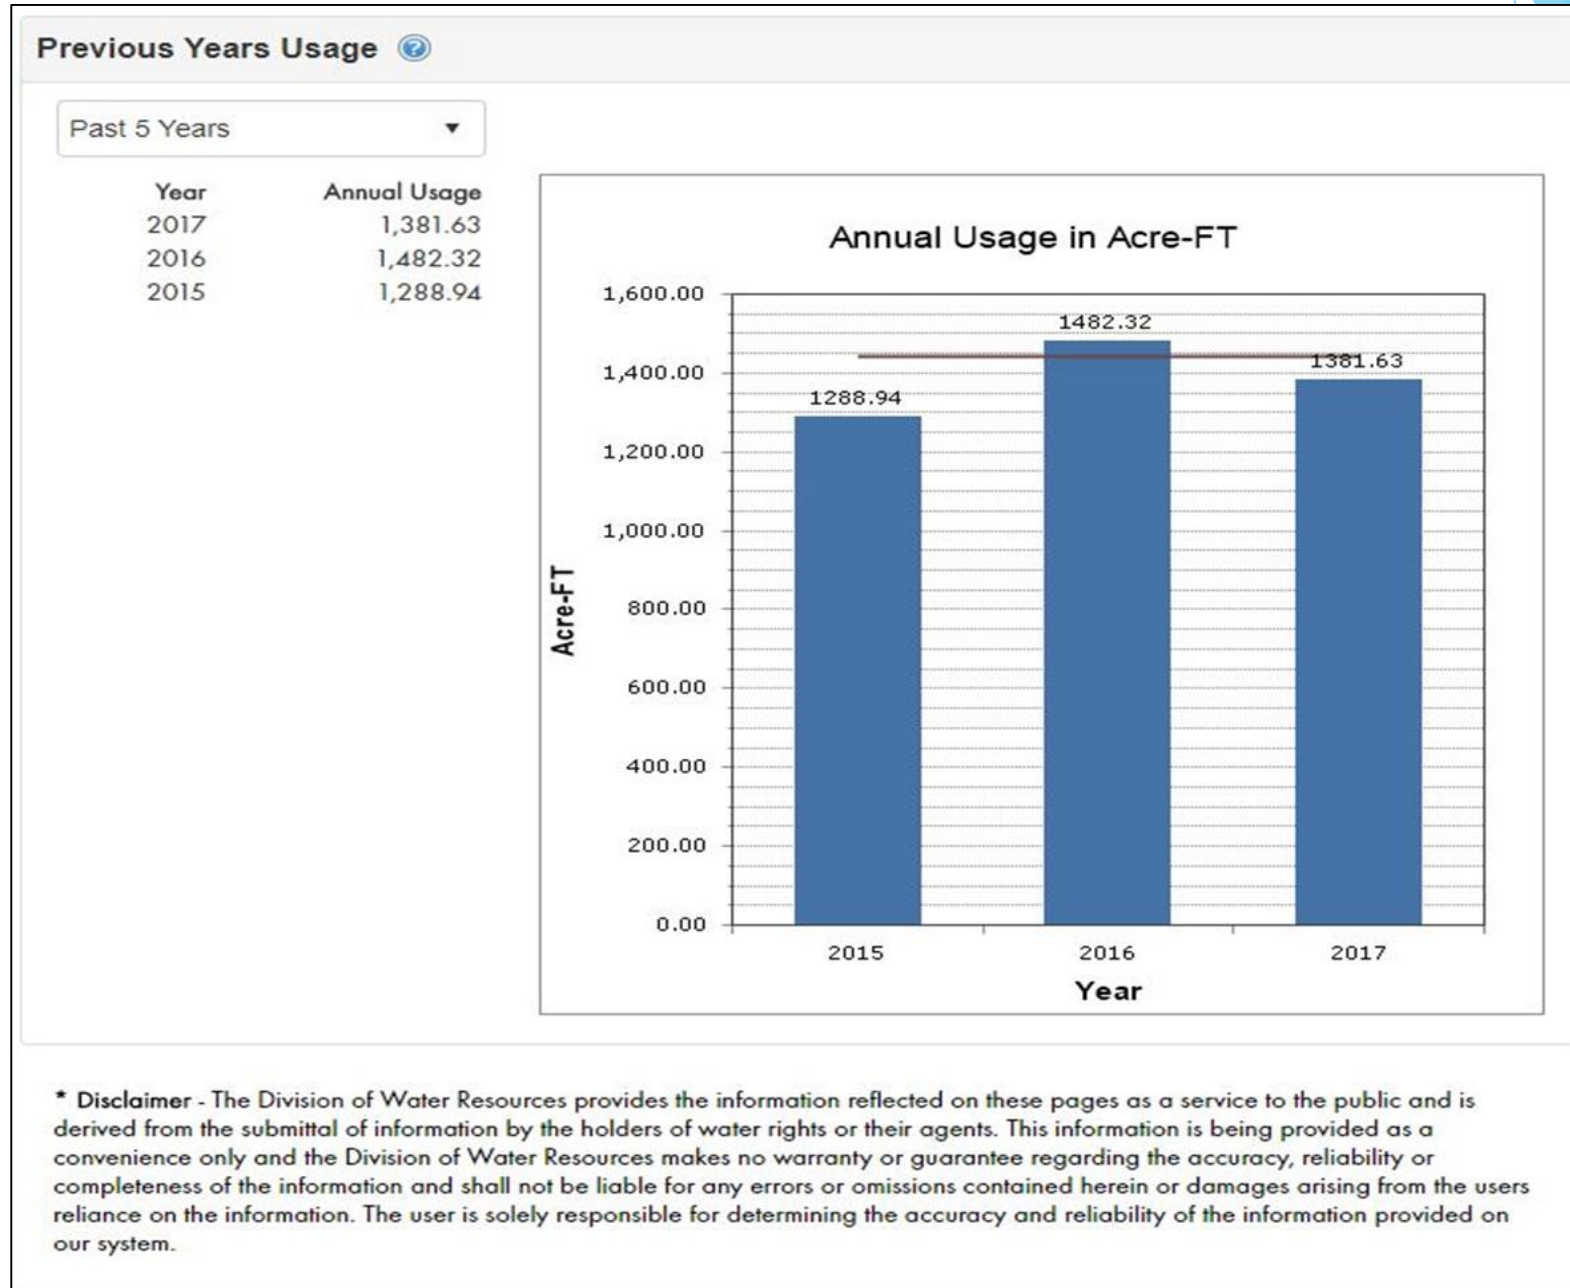 Previous Years Usage ?
Past 5 Years
Year Annual Usage
2017 1,381.63
2016 1,482.32
2015 1,288.94
Annual Usage in Acre-FT
1,600.00
1,400.00
1,200.00
1,000.00
800.00
600.00
400.00
200.00
0.00
Acre-FT
1288.94
1482.32
1381.63
2015 2016 2017
Year
* Disclaimer - The Division of Water Resources provides the information reflected on these pages as a service to the public and is
derived from the submittal of information by the holders of water rights or their agents. This information is being provided as a
convenience only and the Division of Water Resources makes no warranty or guarantee regarding the accuracy, reliability or
completeness of the information and shall not be liable for any errors or omissions contained herein or damages arising from the users
reliance on the information. The user is solely responsible for determining the accuracy and reliability of the information provided on
our system.